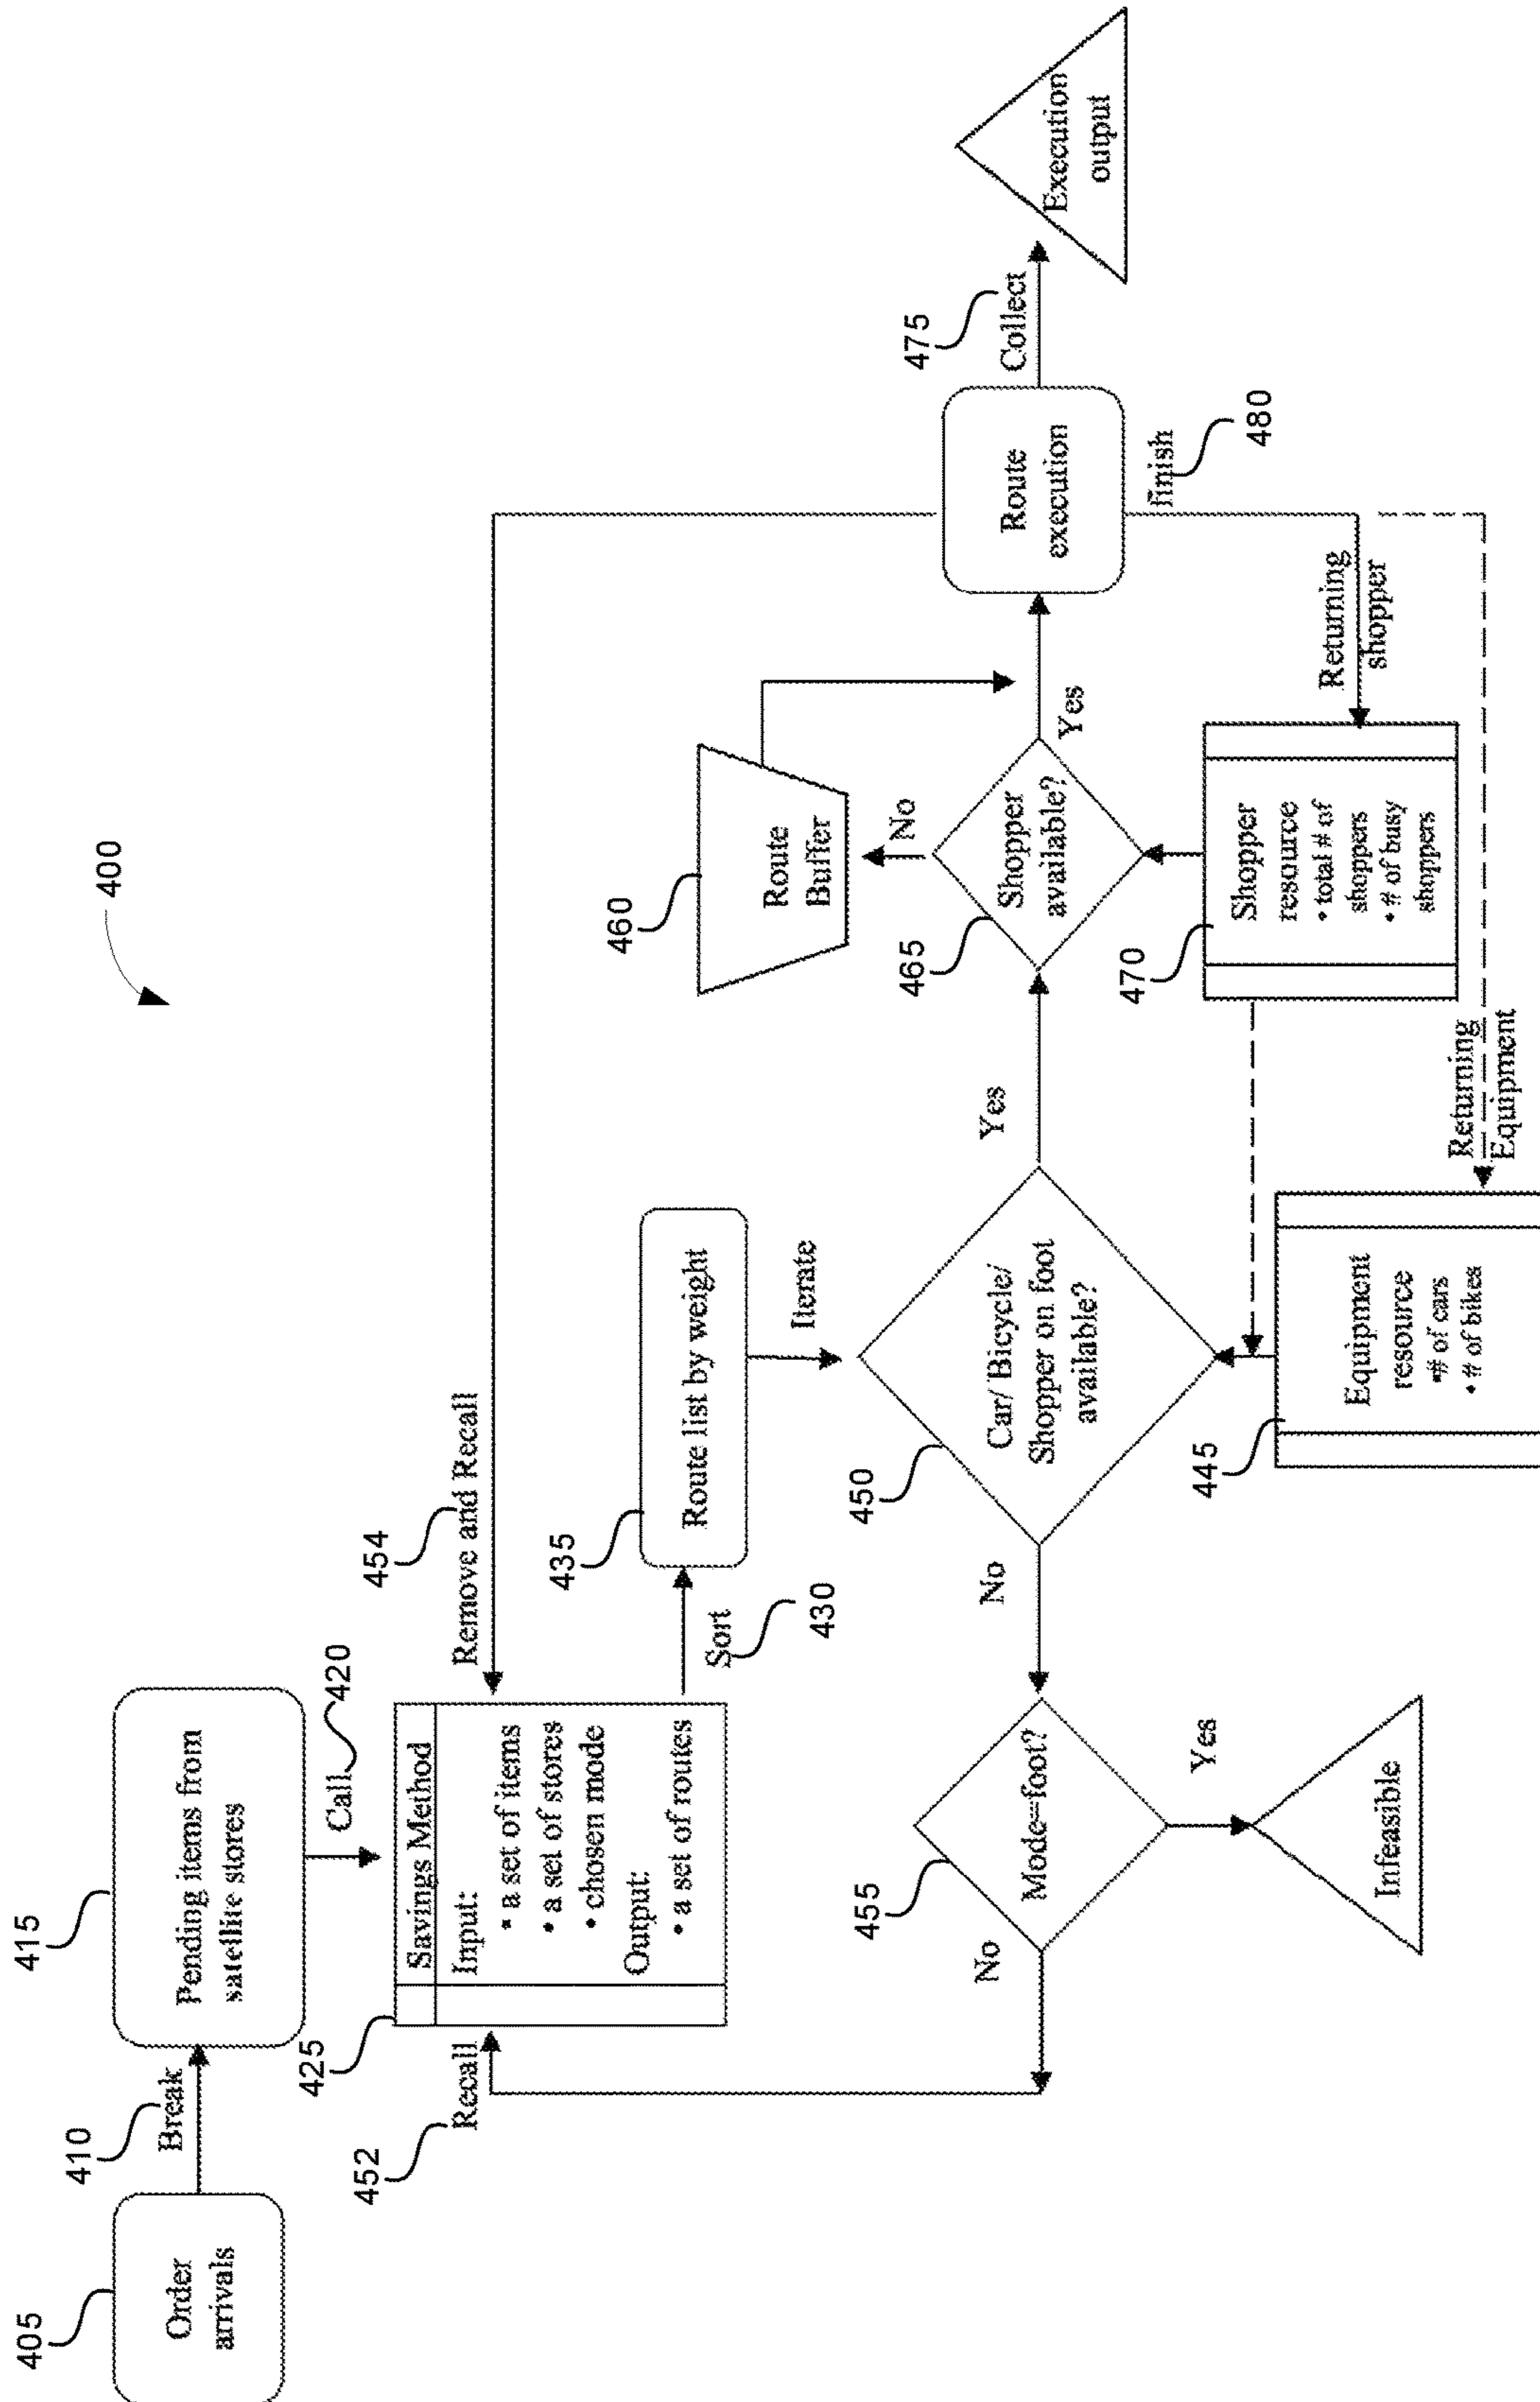 400
405
Order
arrivals
410
Break
415
Pending items from
satellite stores
Call
420
425
Savings Method
Input:
• a set of items
• a set of stores
• chosen mode
Output:
• a set of routes
452
Recall
454
Remove and Recall
Sort
430
435
Route list by weight
Iterate
450
Car/ Bicycle/
Shopper on foot
available?
No
Yes
455
Mode=foot?
No
Yes
Infeasible
445
Equipment
resource
• # of cars
• # of bikes
460
Route
Buffer
No
465
Shopper
available?
Yes
470
Shopper
resource
• total # of
shoppers
• # of busy
shoppers
Route
execution
475
Collect
Execution
output
finish
480
Returning
shopper
Returning
Equipment